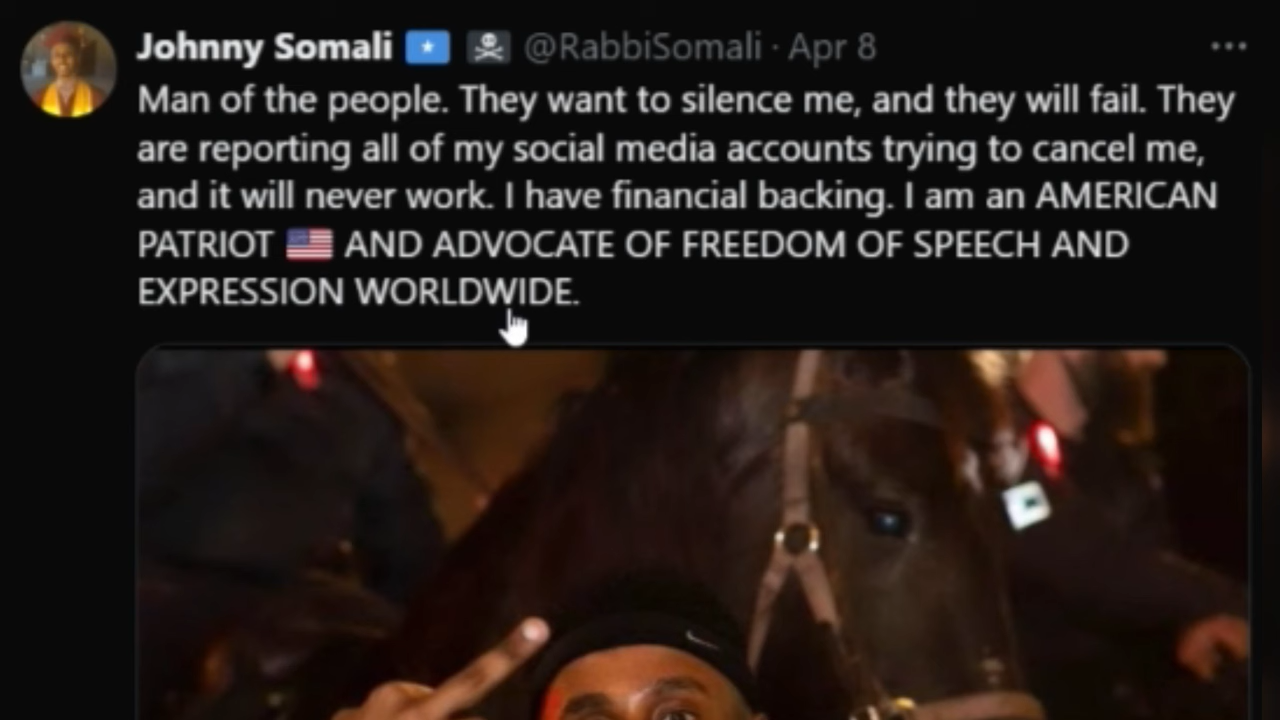 Johnny Somali 🇸🇴 ☠️ @RabbiSomali · Apr 8
Man of the people. They want to silence me, and they will fail. They
are reporting all of my social media accounts trying to cancel me,
and it will never work. I have financial backing. I am an AMERICAN
PATRIOT 🇺🇸 AND ADVOCATE OF FREEDOM OF SPEECH AND
EXPRESSION WORLDWIDE.